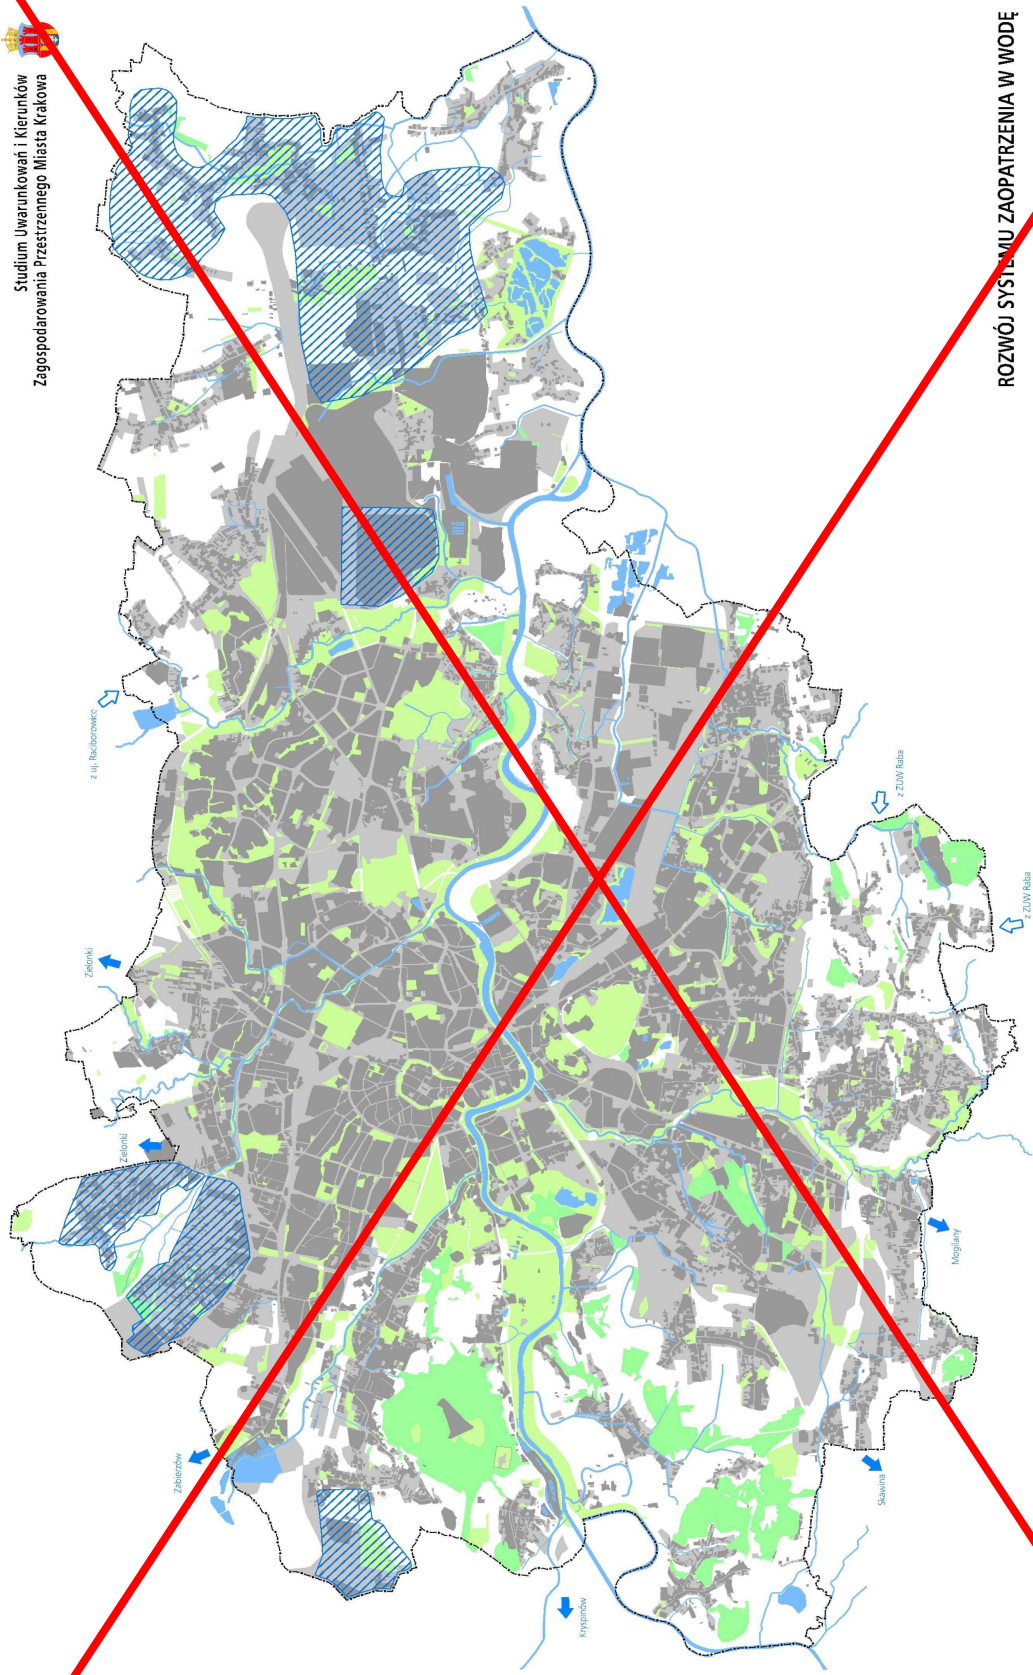 Studium Uwarunkowań i Kierunków
Zagospodarowania Przestrzennego Miasta Krakowa
ROZWÓJ SYSTEMU ZAOPATRZENIA W WODĘ
z uj. Raciborowice
Zielonki
Zielonki
Zabierzów
Kryspinów
Skawina
Mogilany
z ZUW Raba
z ZUW Raba